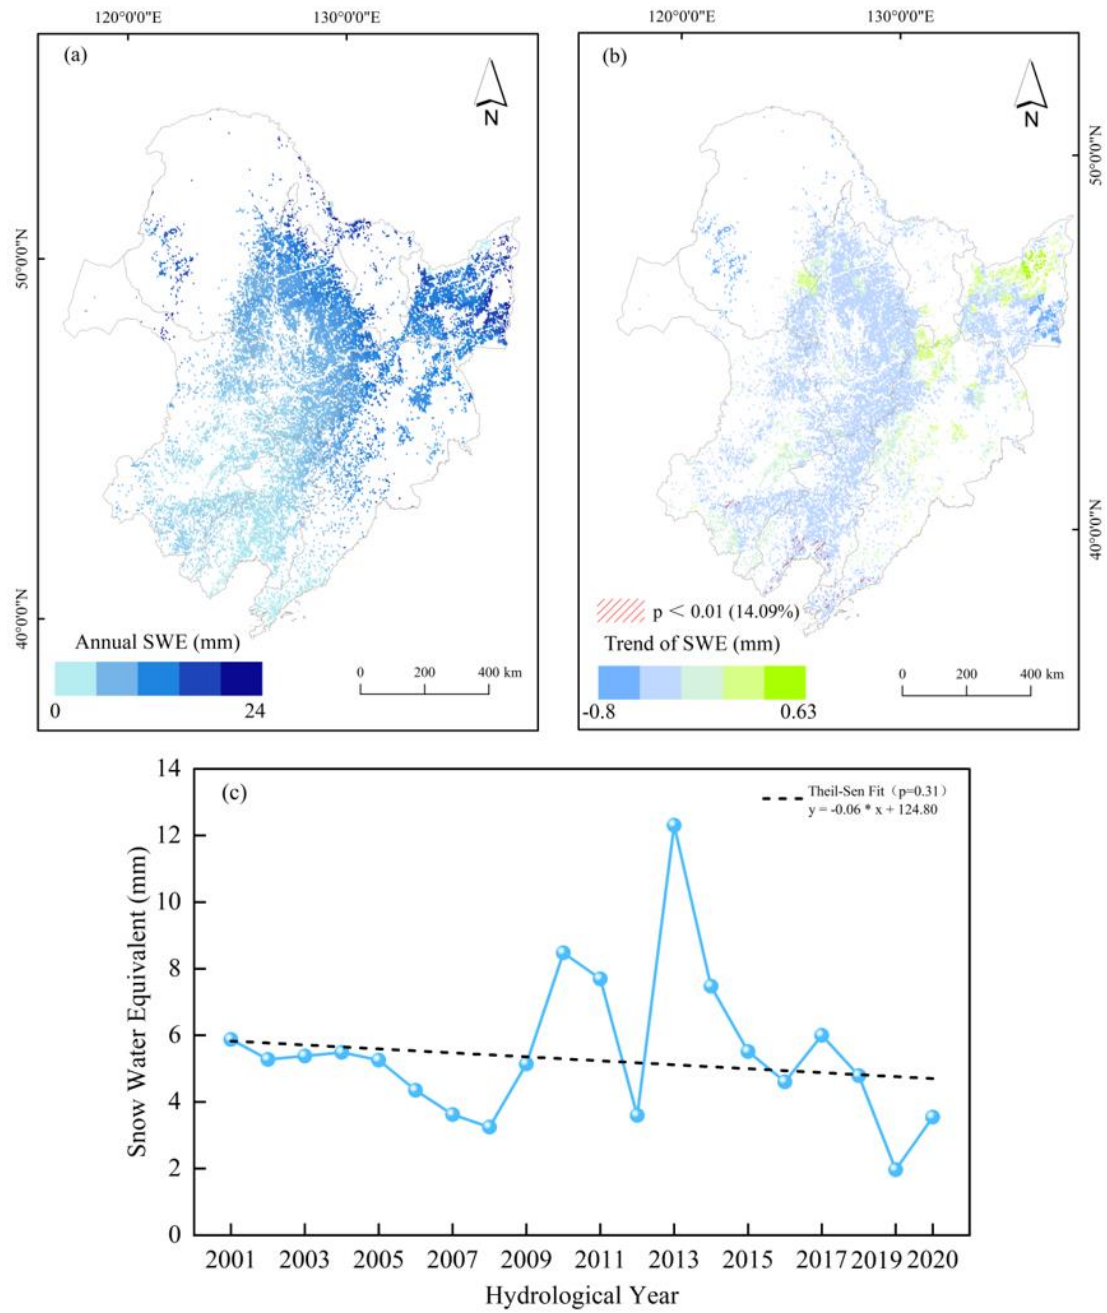 120°0'0"E
130°0'0"E
120°0'0"E
130°0'0"E
(a)
N
50°0'0"N
40°0'0"N
Annual SWE (mm)
0
24
0
200
400 km
(b)
N
50°0'0"N
40°0'0"N
p < 0.01 (14.09%)
Trend of SWE (mm)
-0.8
0.63
0
200
400 km
(c)
Theil-Sen Fit（p=0.31）
y = -0.06 * x + 124.80
Snow Water Equivalent (mm)
14
12
10
8
6
4
2
0
2001
2003
2005
2007
2009
2011
2013
2015
2017
2019
2020
Hydrological Year